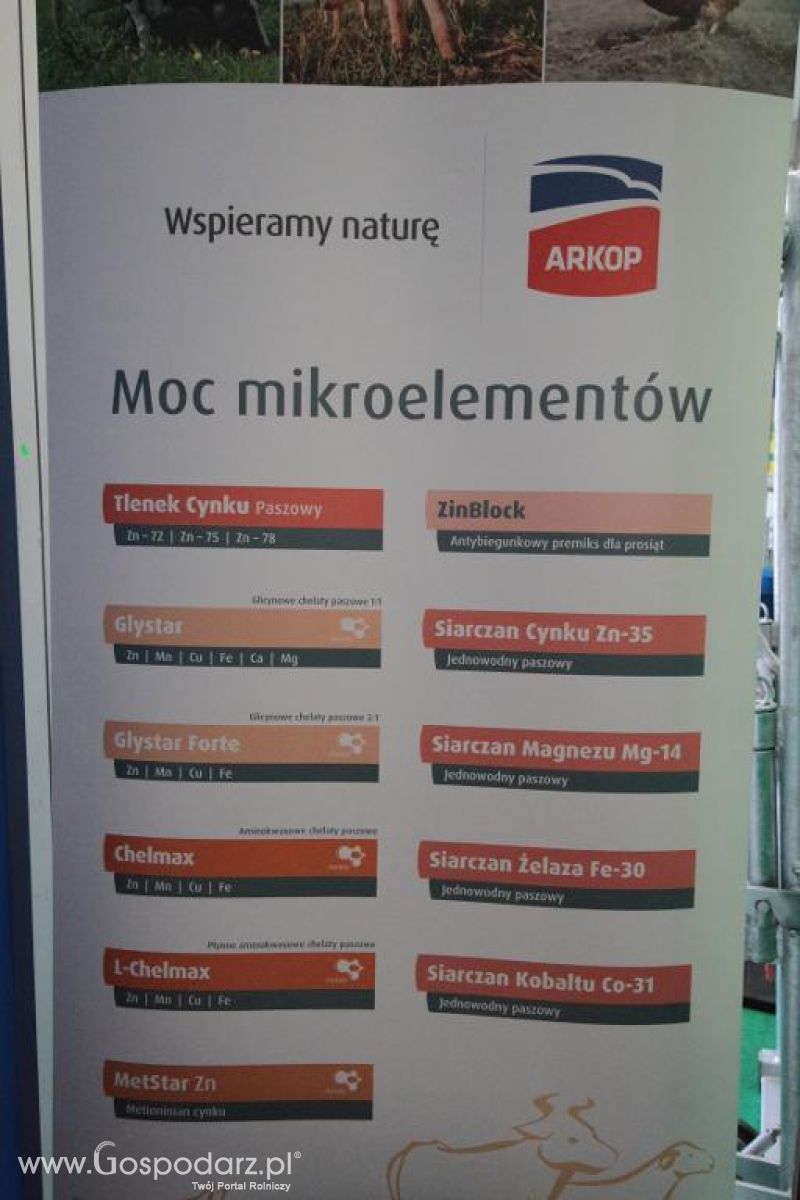 Wspieramy naturę
ARKOP
Moc mikroelementów
Tlenek Cynku Paszowy
Zn - 72 | Zn - 75 | Zn - 78
Glicynowe chelaty paszowe 1:1
Glystar
Zn | Mn | Cu | Fe | Ca | Mg
Glicynowe chelaty paszowe 2:1
Glystar Forte
Zn | Mn | Cu | Fe
Aminokwasowe chelaty paszowe
Chelmax
Zn | Mn | Cu | Fe
Płynne aminokwasowe chelaty paszowe
L-Chelmax
Zn | Mn | Cu | Fe
MetStar Zn
Metioninian cynku
ZinBlock
Antybiegunkowy premiks dla prosiąt
Siarczan Cynku Zn-35
Jednowodny paszowy
Siarczan Magnezu Mg-14
Jednowodny paszowy
Siarczan Żelaza Fe-30
Jednowodny paszowy
Siarczan Kobaltu Co-31
Jednowodny paszowy
www.Gospodarz.pl®
Twój Portal Rolniczy